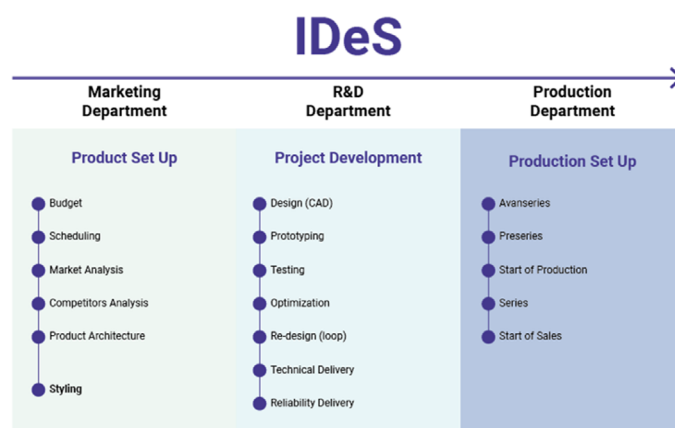 IDeS
Marketing
Department
R&D
Department
Production
Department
Product Set Up
Project Development
Production Set Up
Budget
Scheduling
Market Analysis
Competitors Analysis
Product Architecture
Styling
Design (CAD)
Prototyping
Testing
Optimization
Re-design (loop)
Technical Delivery
Reliability Delivery
Avanseries
Preseries
Start of Production
Series
Start of Sales